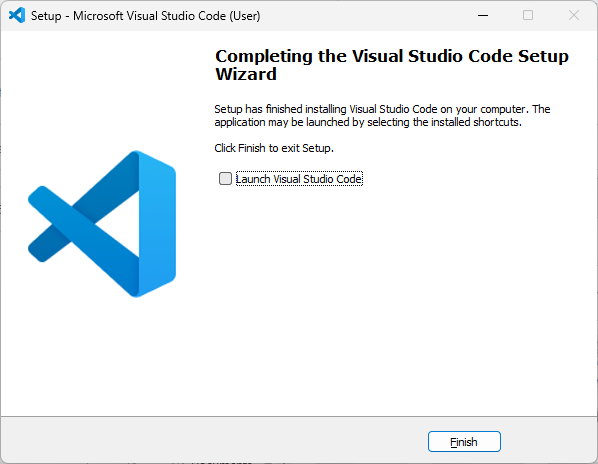 Setup - Microsoft Visual Studio Code (User)
Completing the Visual Studio Code Setup
Wizard
Setup has finished installing Visual Studio Code on your computer. The
application may be launched by selecting the installed shortcuts.
Click Finish to exit Setup.
Launch Visual Studio Code
Finish